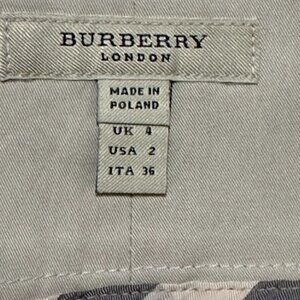 BURBERRY
LONDON
MADE IN
POLAND
UK 4
USA 2
ITA 36